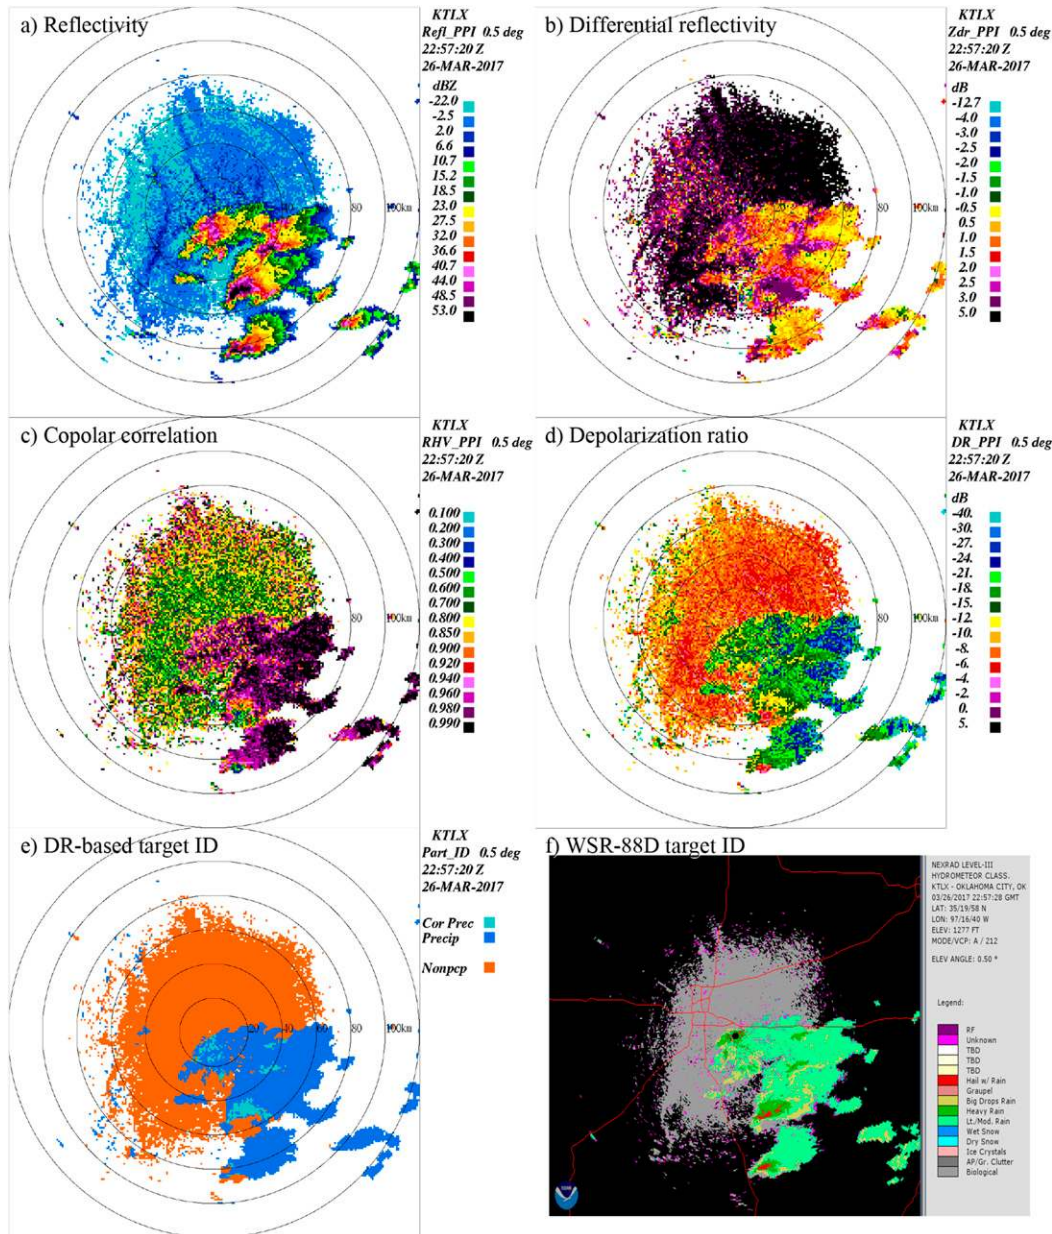 a) Reflectivity
KTLX
Refl_PPI 0.5 deg
22:57:20 Z
26-MAR-2017
dBZ
-22.0
-2.5
2.0
6.6
10.7
15.2
18.5
23.0
27.5
32.0
36.6
40.7
44.0
48.5
53.0
80 100km
b) Differential reflectivity
KTLX
Zdr_PPI 0.5 deg
22:57:20 Z
26-MAR-2017
dB
-12.7
-4.0
-3.0
-2.5
-2.0
-1.5
-1.0
-0.5
0.5
1.0
1.5
2.0
2.5
3.0
5.0
80 100km
c) Copolar correlation
KTLX
RHV_PPI 0.5 deg
22:57:20 Z
26-MAR-2017
0.100
0.200
0.300
0.400
0.500
0.600
0.700
0.800
0.850
0.900
0.920
0.940
0.960
0.980
0.990
80 100km
d) Depolarization ratio
KTLX
DR_PPI 0.5 deg
22:57:20 Z
26-MAR-2017
dB
-40.
-30.
-27.
-24.
-21.
-18.
-15.
-12.
-10.
-8.
-6.
-4.
-2.
0.
5.
80 100km
e) DR-based target ID
KTLX
Part_ID 0.5 deg
22:57:20 Z
26-MAR-2017
Cor Prec
Precip
Nonpcp
20 40 60 80 100km
f) WSR-88D target ID
NEXRAD LEVEL-III
HYDROMETEOR CLASS.
KTLX - OKLAHOMA CITY, OK
03/26/2017 22:57:28 GMT
LAT: 35/19/58 N
LON: 97/16/40 W
ELEV: 1277 FT
MODE/VCP: A / 212
ELEV ANGLE: 0.50 °
Legend:
RF
Unknown
TBD
TBD
TBD
Hail w/ Rain
Graupel
Big Drops Rain
Heavy Rain
Lt./Mod. Rain
Wet Snow
Dry Snow
Ice Crystals
AP/Gr. Clutter
Biological